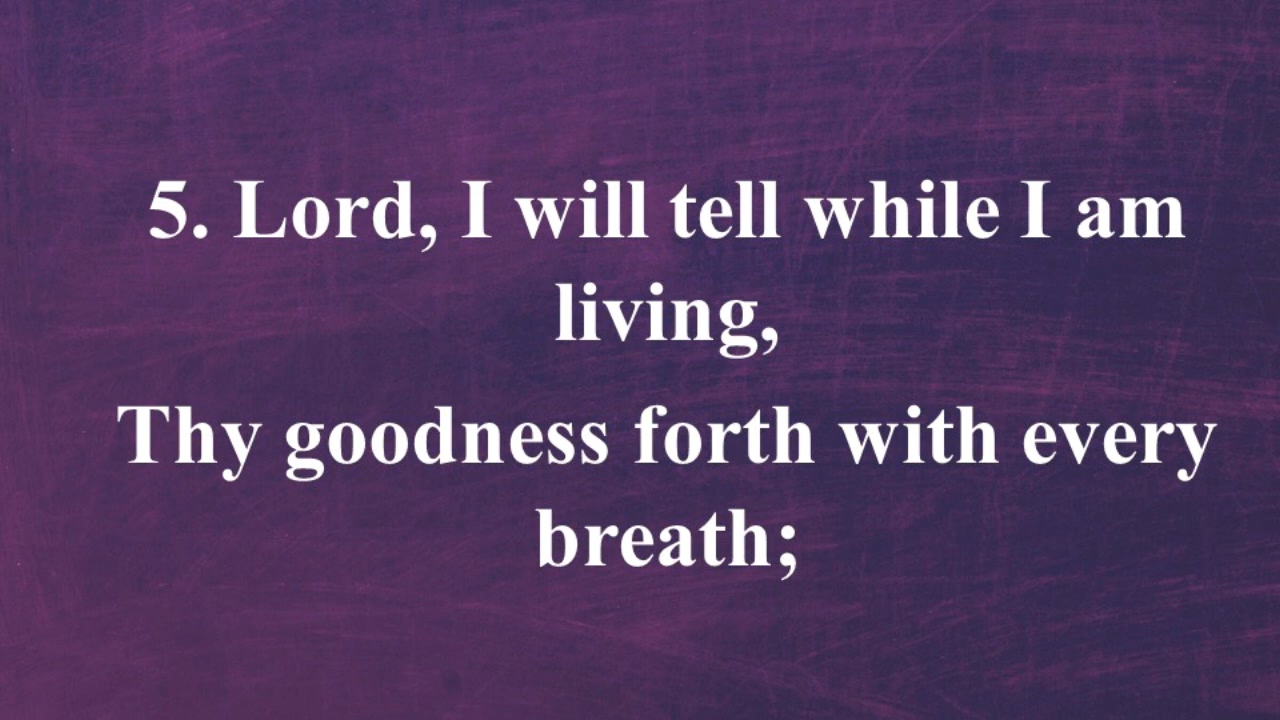 5. Lord, I will tell while I am
living,
Thy goodness forth with every
breath;